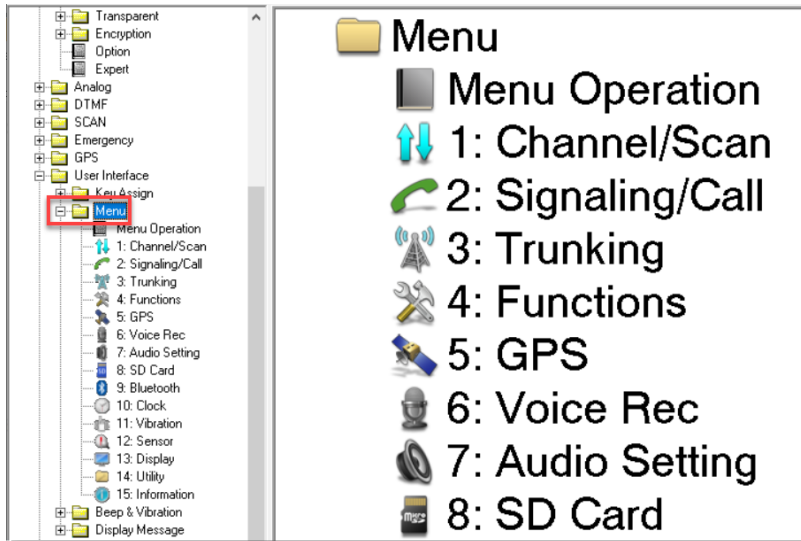 Transparent
Encryption
Option
Expert
Analog
DTMF
SCAN
Emergency
GPS
User Interface
Key Assign
Menu
Menu Operation
1: Channel/Scan
2: Signaling/Call
3: Trunking
4: Functions
5: GPS
6: Voice Rec
7: Audio Setting
8: SD Card
9: Bluetooth
10: Clock
11: Vibration
12: Sensor
13: Display
14: Utility
15: Information
Beep & Vibration
Display Message
Menu
Menu Operation
1: Channel/Scan
2: Signaling/Call
3: Trunking
4: Functions
5: GPS
6: Voice Rec
7: Audio Setting
8: SD Card